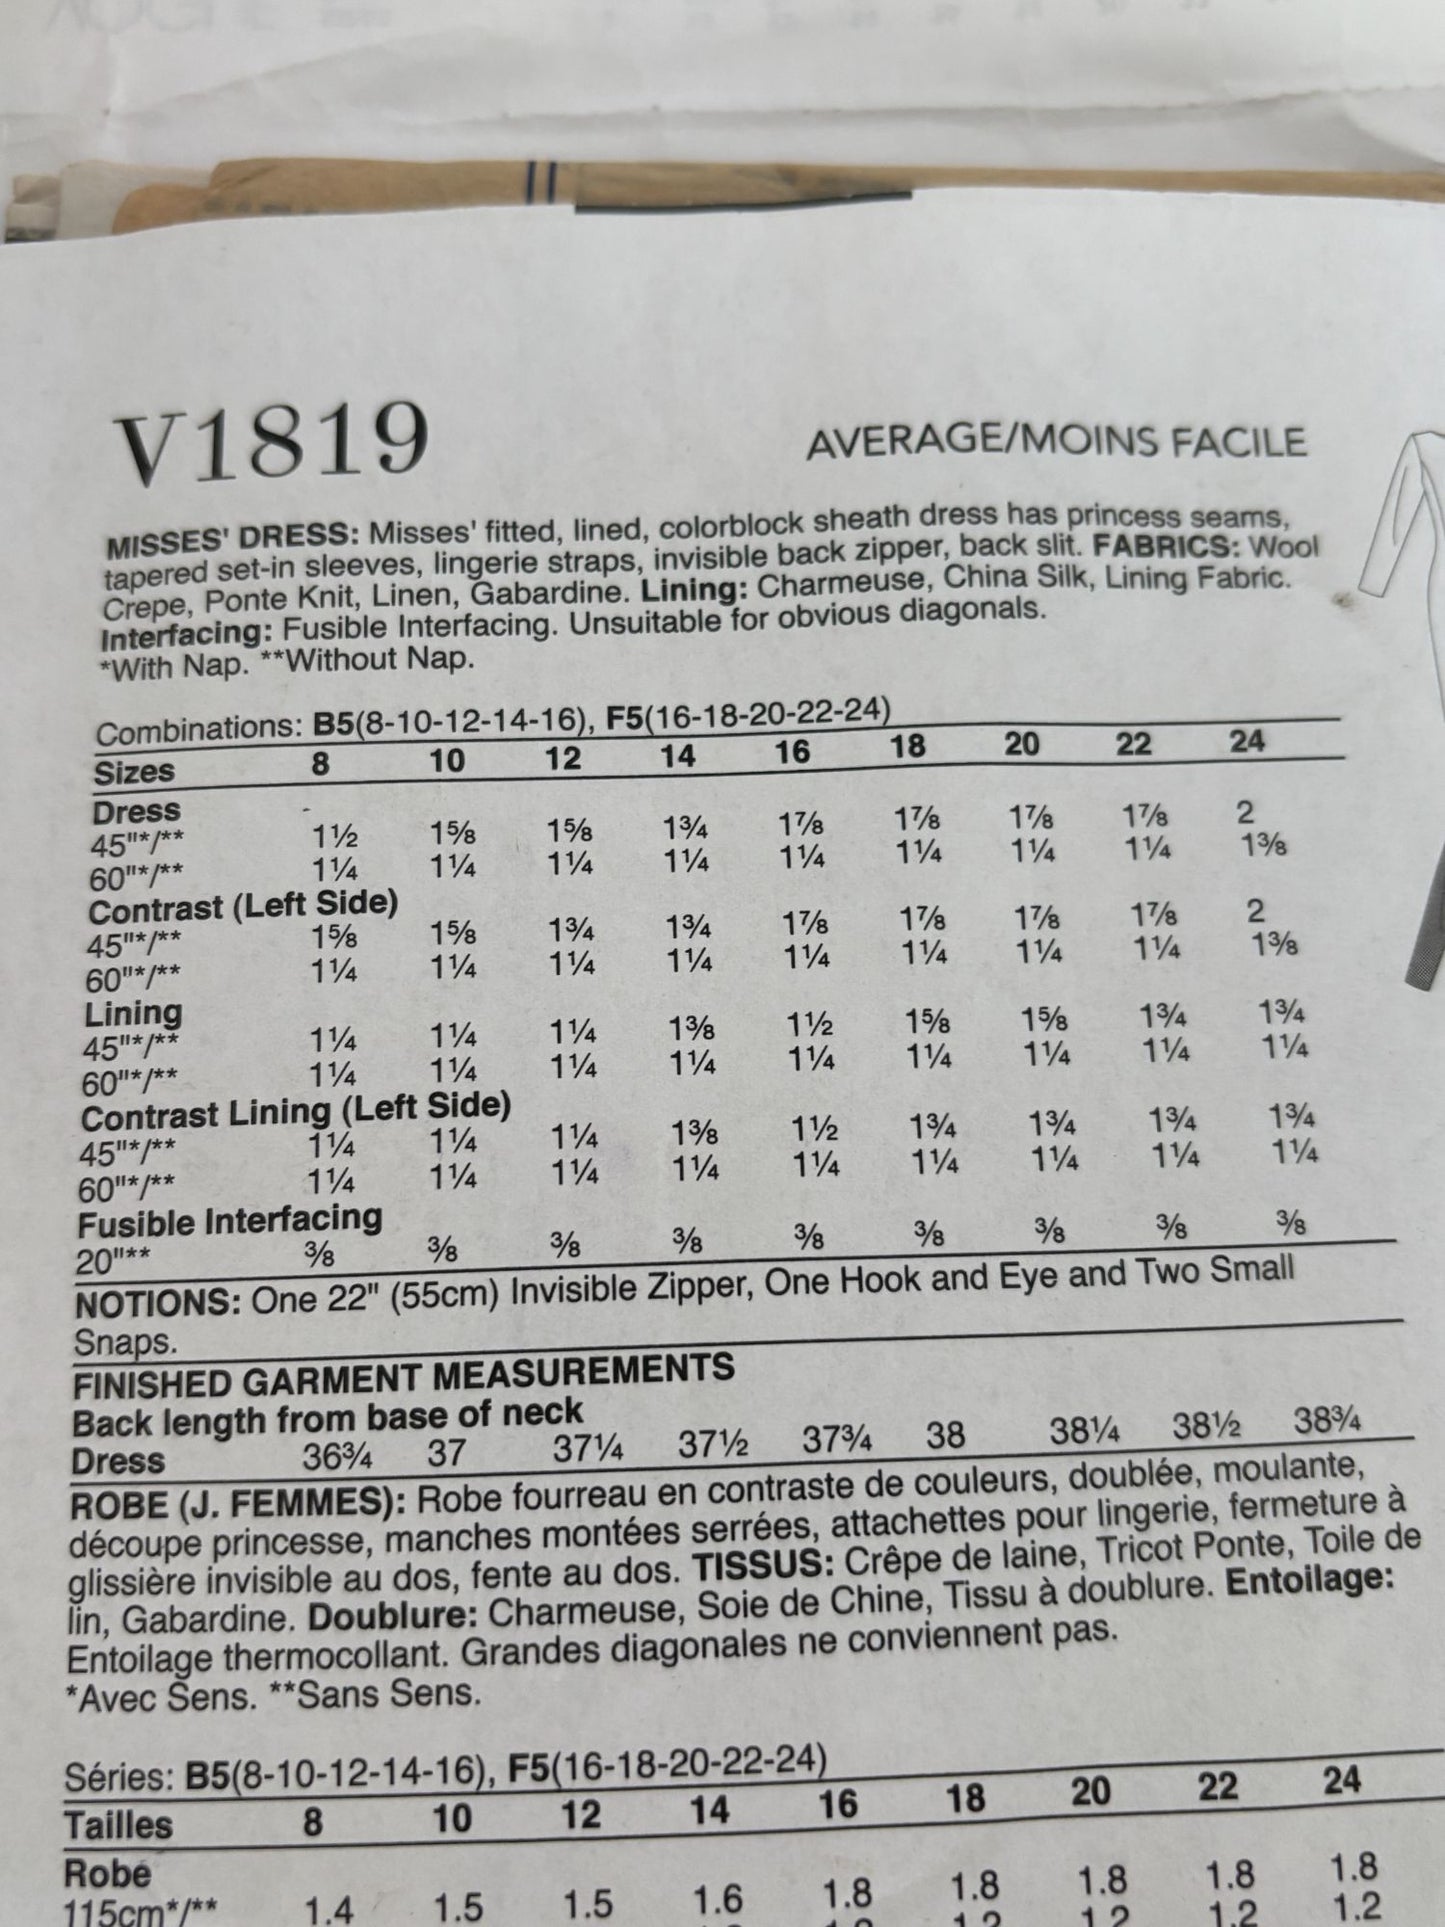 V1819
AVERAGE/MOINS FACILE
MISSES' DRESS: Misses' fitted, lined, colorblock sheath dress has princess seams,
tapered set-in sleeves, lingerie straps, invisible back zipper, back slit. FABRICS: Wool
Crepe, Ponte Knit, Linen, Gabardine. Lining: Charmeuse, China Silk, Lining Fabric.
Interfacing: Fusible Interfacing. Unsuitable for obvious diagonals.
*With Nap. **Without Nap.
Combinations: B5(8-10-12-14-16), F5(16-18-20-22-24)
Sizes 8 10 12 14 16 18 20 22 24
Dress
45"*/** 1½ 1⅝ 1⅝ 1¾ 1⅞ 1⅞ 1⅞ 1⅞ 2
60"*/** 1¼ 1¼ 1¼ 1¼ 1¼ 1¼ 1¼ 1¼ 1⅜
Contrast (Left Side)
45"*/** 1⅝ 1⅝ 1¾ 1¾ 1⅞ 1⅞ 1⅞ 1⅞ 2
60"*/** 1¼ 1¼ 1¼ 1¼ 1¼ 1¼ 1¼ 1¼ 1⅜
Lining
45"*/** 1¼ 1¼ 1¼ 1⅜ 1½ 1⅝ 1⅝ 1¾ 1¾
60"*/** 1¼ 1¼ 1¼ 1¼ 1¼ 1¼ 1¼ 1¼ 1¼
Contrast Lining (Left Side)
45"*/** 1¼ 1¼ 1¼ 1⅜ 1½ 1¾ 1¾ 1¾ 1¾
60"*/** 1¼ 1¼ 1¼ 1¼ 1¼ 1¼ 1¼ 1¼ 1¼
Fusible Interfacing
20"** ⅜ ⅜ ⅜ ⅜ ⅜ ⅜ ⅜ ⅜ ⅜
NOTIONS: One 22" (55cm) Invisible Zipper, One Hook and Eye and Two Small
Snaps.
FINISHED GARMENT MEASUREMENTS
Back length from base of neck
Dress 36¾ 37 37¼ 37½ 37¾ 38 38¼ 38½ 38¾
ROBE (J. FEMMES): Robe fourreau en contraste de couleurs, doublée, moulante,
découpe princesse, manches montées serrées, attachettes pour lingerie, fermeture à
glissière invisible au dos, fente au dos. TISSUS: Crêpe de laine, Tricot Ponte, Toile de
lin, Gabardine. Doublure: Charmeuse, Soie de Chine, Tissu à doublure. Entoilage:
Entoilage thermocollant. Grandes diagonales ne conviennent pas.
*Avec Sens. **Sans Sens.
Séries: B5(8-10-12-14-16), F5(16-18-20-22-24)
Tailles 8 10 12 14 16 18 20 22 24
Robe
115cm*/** 1.4 1.5 1.5 1.6 1.8 1.8 1.8 1.8 1.8
1.2 1.2 1.2 1.2